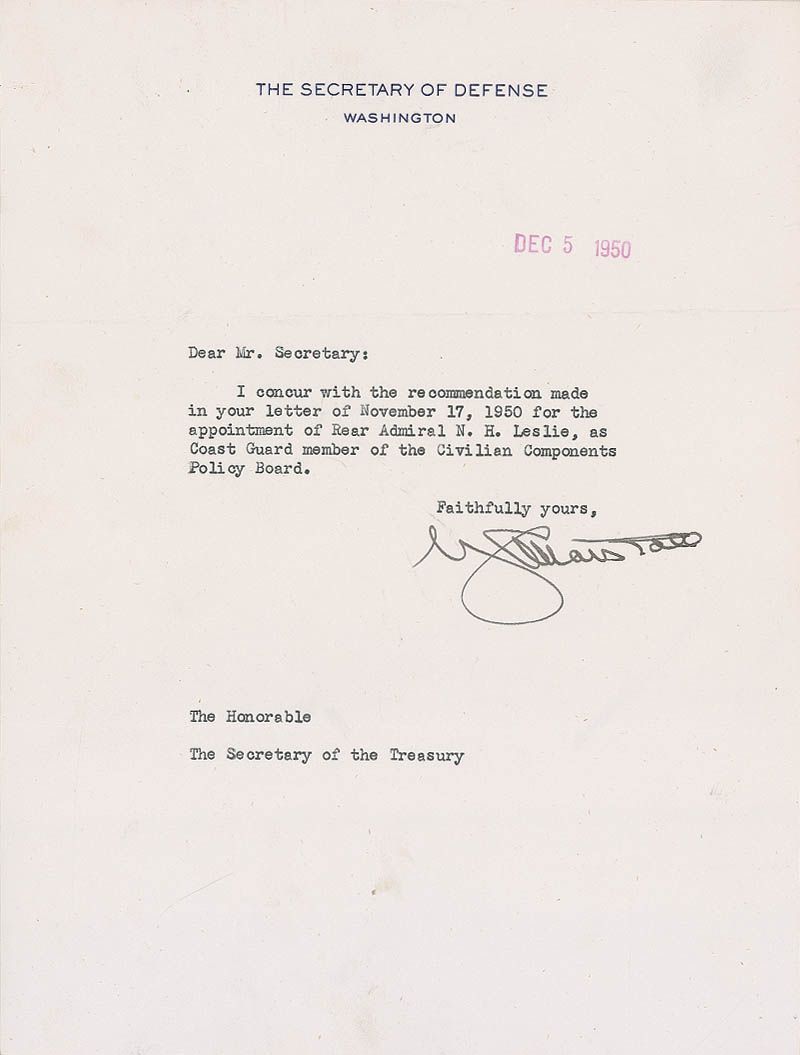 THE SECRETARY OF DEFENSE
WASHINGTON
DEC 5 1950
Dear Mr. Secretary:
I concur with the recommendation made
in your letter of November 17, 1950 for the
appointment of Rear Admiral N. H. Leslie, as
Coast Guard member of the Civilian Components
Policy Board.
Faithfully yours,
G. C. Marshall
The Honorable
The Secretary of the Treasury